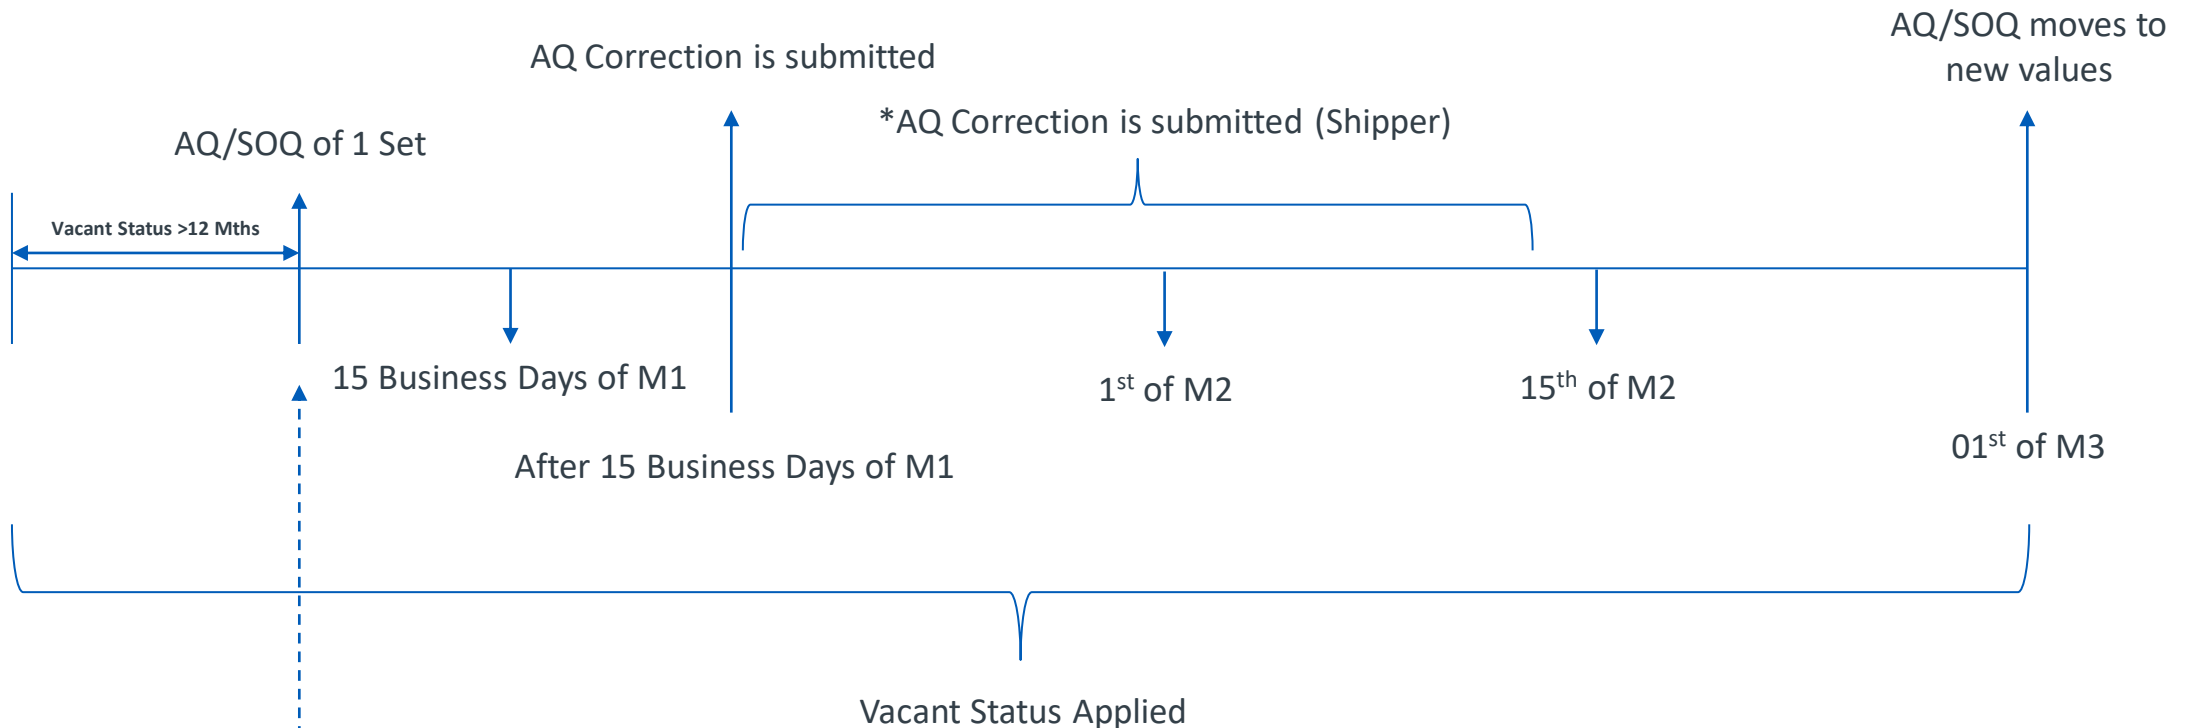 AQ/SOQ moves to
new values
AQ Correction is submitted
*AQ Correction is submitted (Shipper)
AQ/SOQ of 1 Set
Vacant Status >12 Mths
15 Business Days of M1
1st of M2
15th of M2
01st of M3
After 15 Business Days of M1
Vacant Status Applied